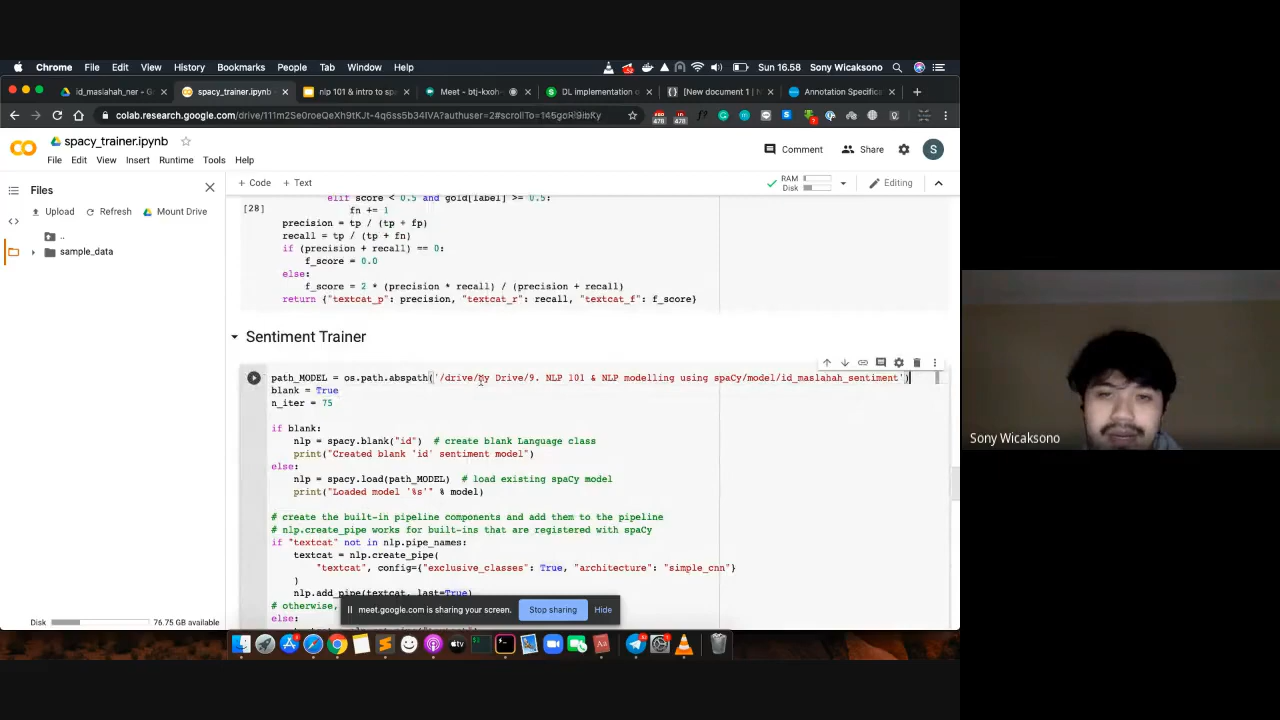 Chrome File Edit View History Bookmarks People Tab Window Help
Sun 16.58 Sony Wicaksono
id_maslahah_ner - G
spacy_trainer.ipynb
nlp 101 & intro to sp
Meet - btj-kxoh-
DL implementation o
[New document 1 | N
Annotation Specifica
colab.research.google.com
spacy_trainer.ipynb
Comment Share S
File Edit View Insert Runtime Tools Help
Files
+ Code + Text
RAM
Disk
Editing
Upload Refresh Mount Drive
..
sample_data
elif score < 0.5 and gold[label] >= 0.5:
[28]
fn += 1
precision = tp / (tp + fp)
recall = tp / (tp + fn)
if (precision + recall) == 0:
f_score = 0.0
else:
f_score = 2 * (precision * recall) / (precision + recall)
return {"textcat_p": precision, "textcat_r": recall, "textcat_f": f_score}
Sentiment Trainer
path_MODEL = os.path.abspath('/drive/My Drive/9. NLP 101 & NLP modelling using spaCy/model/id_maslahah_sentiment')
blank = True
n_iter = 75
if blank:
nlp = spacy.blank("id") # create blank Language class
print("Created blank 'id' sentiment model")
else:
nlp = spacy.load(path_MODEL) # load existing spaCy model
print("Loaded model '%s'" % model)
# create the built-in pipeline components and add them to the pipeline
# nlp.create_pipe works for built-ins that are registered with spaCy
if "textcat" not in nlp.pipe_names:
textcat = nlp.create_pipe(
"textcat", config={"exclusive_classes": True, "architecture": "simple_cnn"}
)
nlp.add_pipe(textcat, last=True)
# otherwise,
else:
meet.google.com is sharing your screen. Stop sharing Hide
Disk 76.75 GB available
Sony Wicaksono